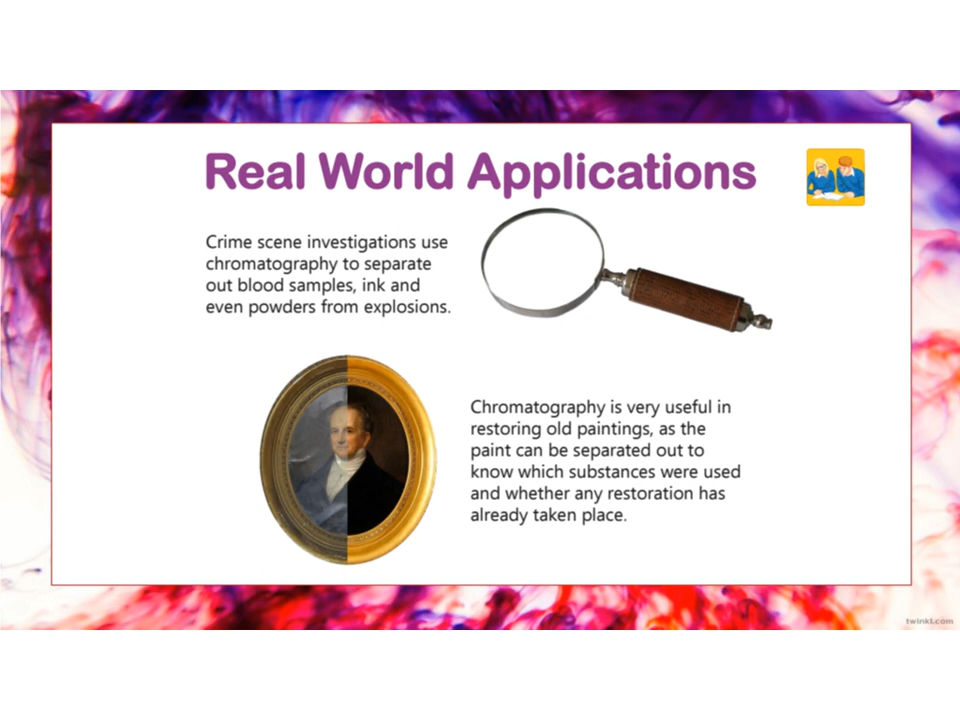 Real World Applications
Crime scene investigations use
chromatography to separate
out blood samples, ink and
even powders from explosions.
Chromatography is very useful in
restoring old paintings, as the
paint can be separated out to
know which substances were used
and whether any restoration has
already taken place.
twinkl.com